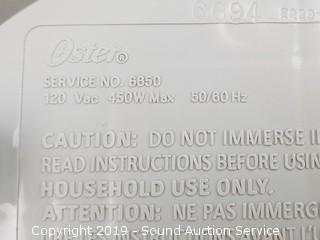 6694
Oster®
SERVICE NO. 6650
120 Vac 450W Max 50/60 Hz
CAUTION: DO NOT IMMERSE
READ INSTRUCTIONS BEFORE
HOUSEHOLD USE ONLY.
ATTENTION: NE PAS
Copyright 2019 - Sound Auction Service